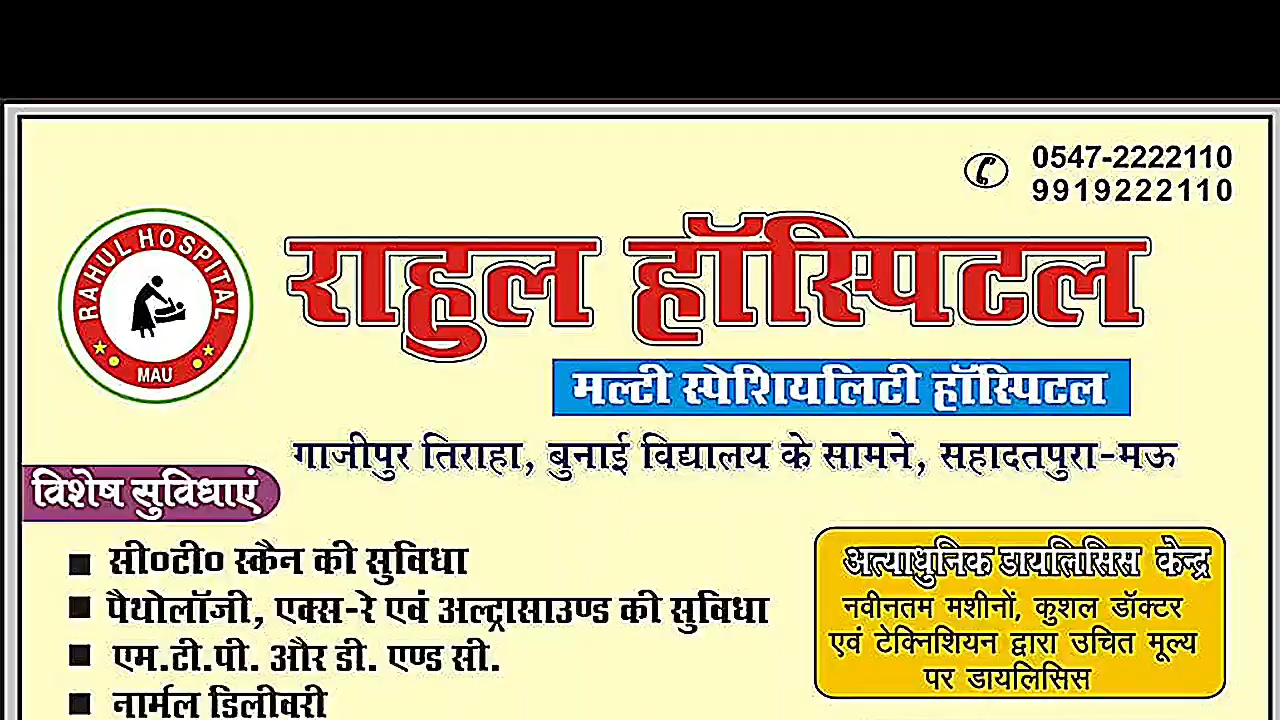 0547-2222110
9919222110
RAHUL HOSPITAL
MAU
राहुल हॉस्पिटल
मल्टी स्पेशियलिटी हॉस्पिटल
गाजीपुर तिराहा, बुनाई विद्यालय के सामने, सहादतपुरा-मऊ
विशेष सुविधाएं
■ सी०टी० स्कैन की सुविधा
■ पैथोलॉजी, एक्स-रे एवं अल्ट्रासाउण्ड की सुविधा
■ एम.टी.पी. और डी. एण्ड सी.
■ नार्मल डिलीवरी
अत्याधुनिक डायलिसिस केन्द्र
नवीनतम मशीनों, कुशल डॉक्टर
एवं टेक्निशियन द्वारा उचित मूल्य
पर डायलिसिस